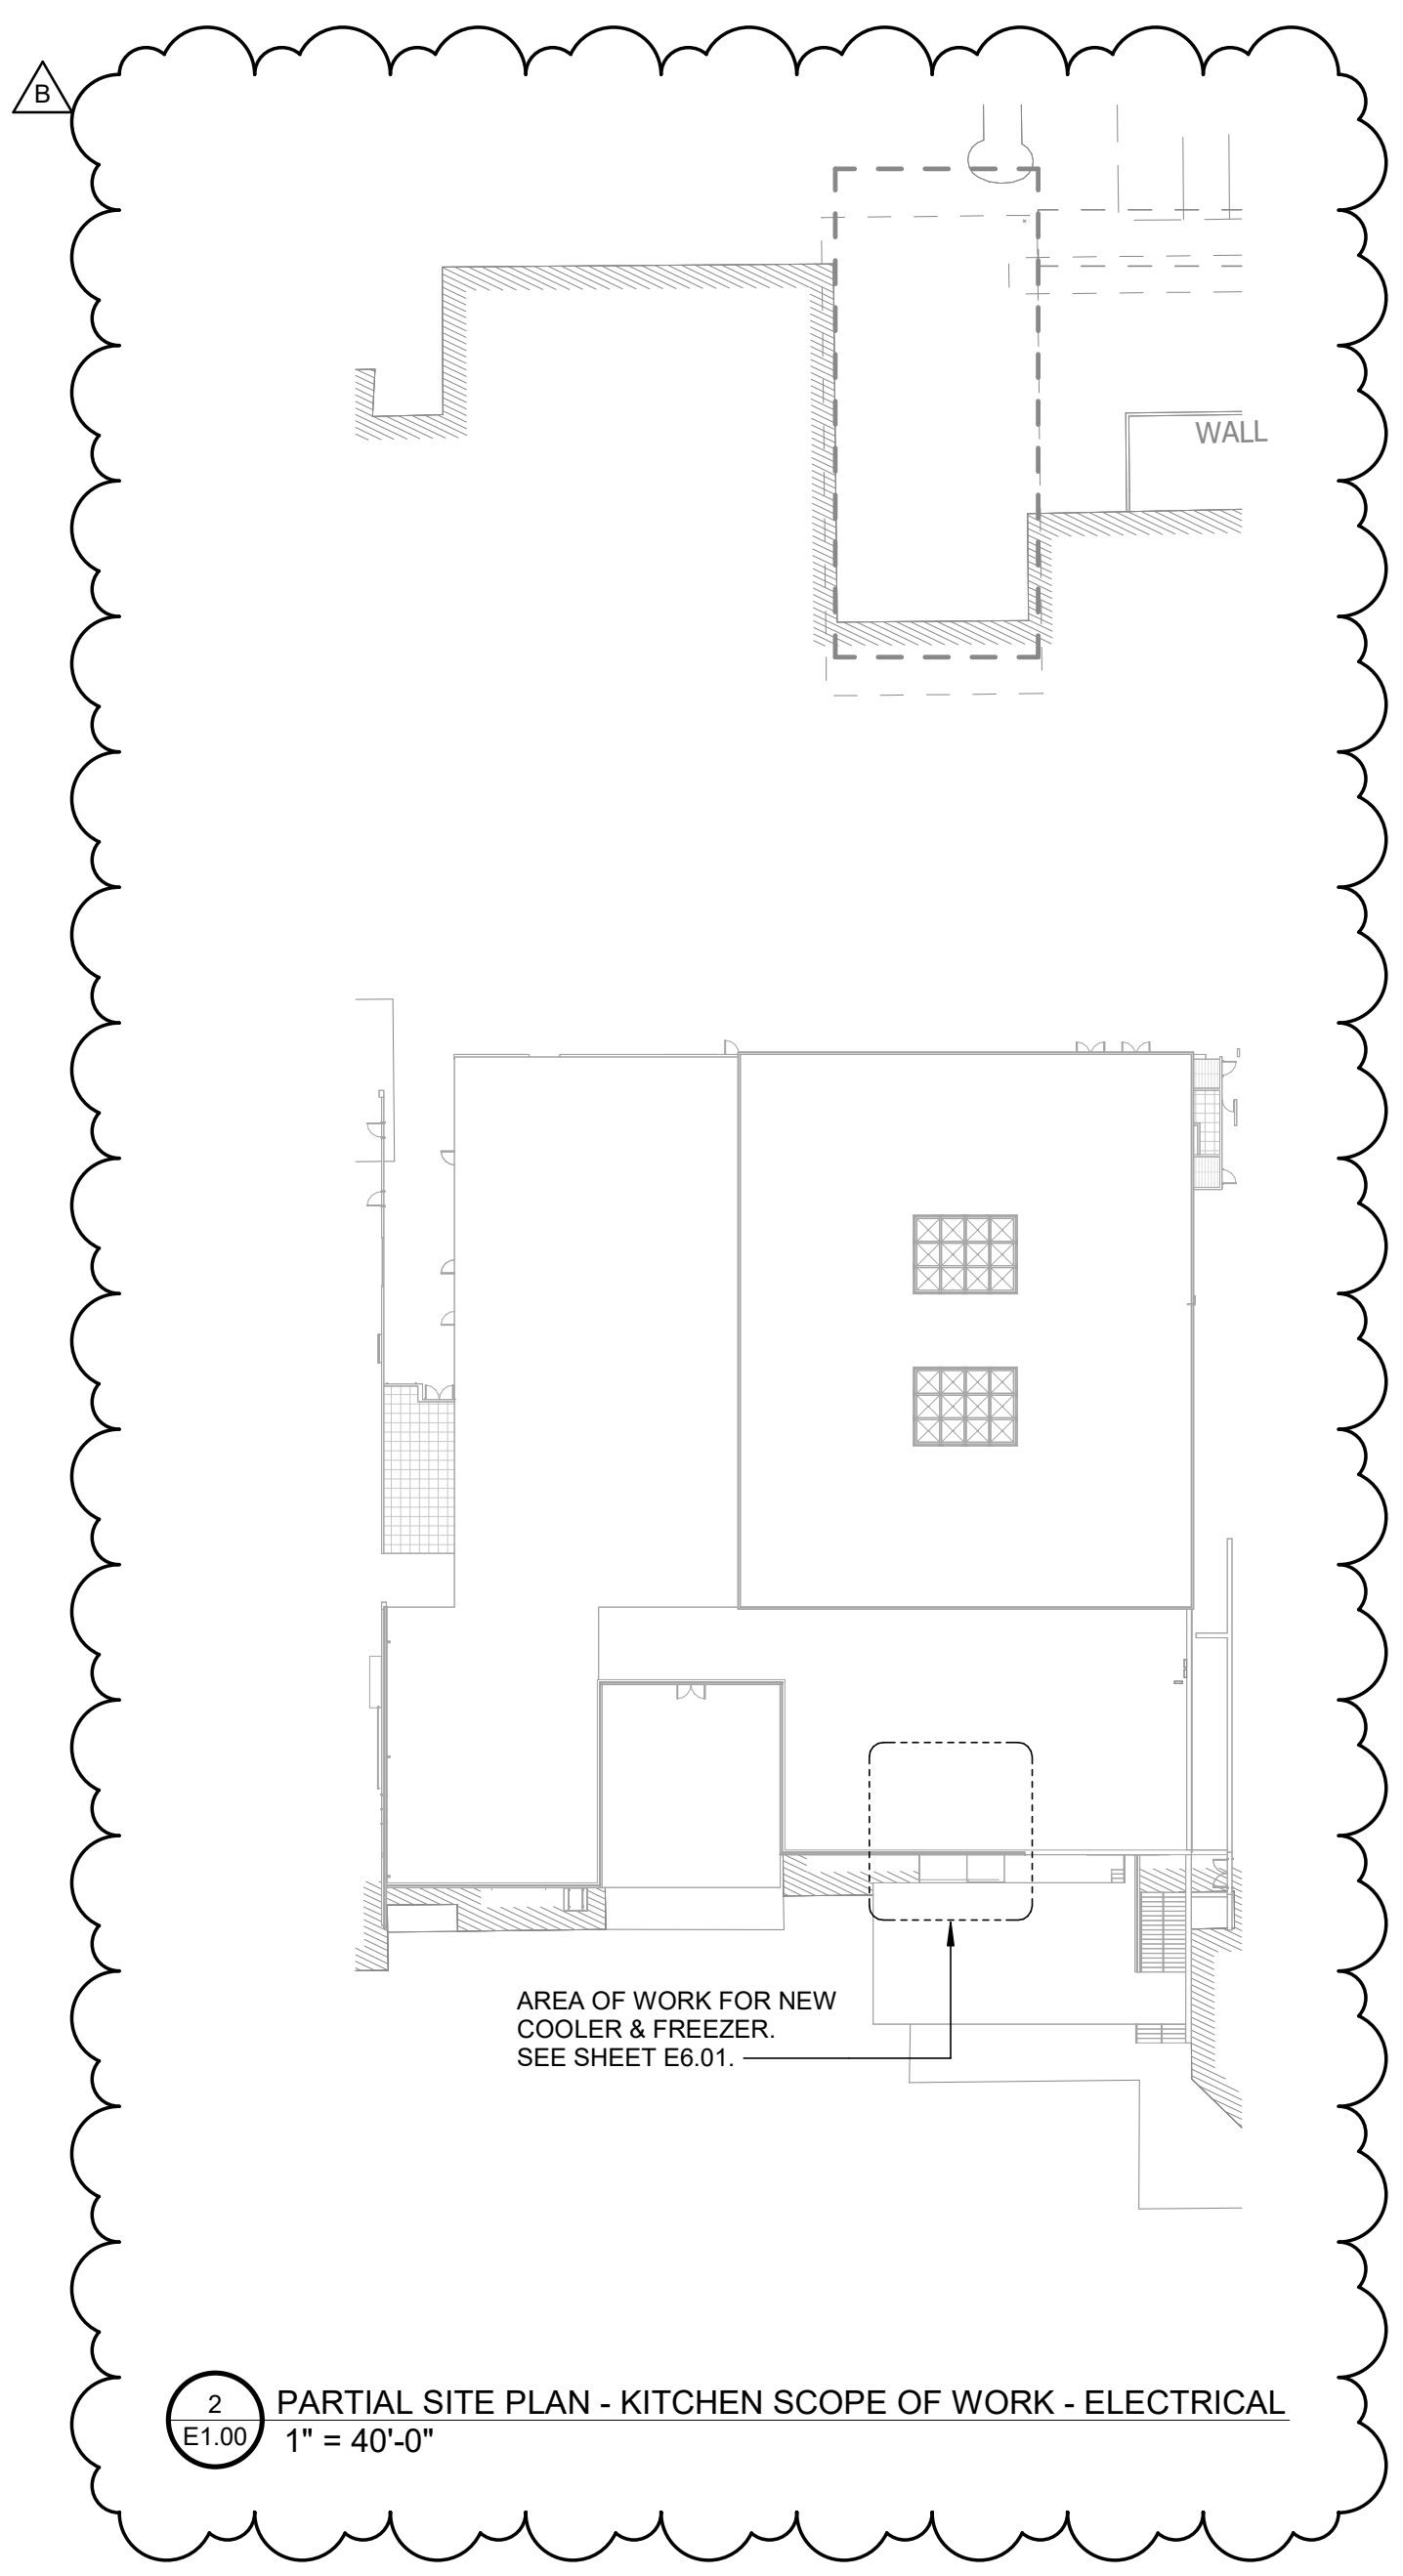 B
WALL
AREA OF WORK FOR NEW
COOLER & FREEZER.
SEE SHEET E6.01.
2
E1.00
PARTIAL SITE PLAN - KITCHEN SCOPE OF WORK - ELECTRICAL
1" = 40'-0"